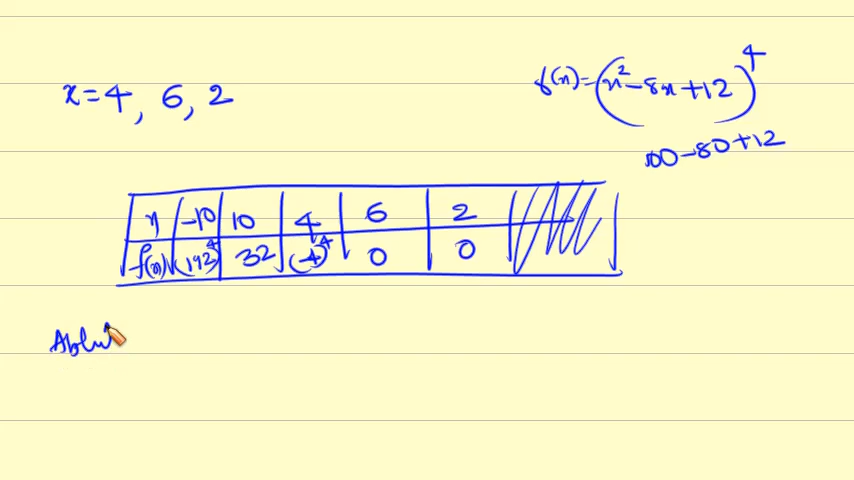 x=4, 6, 2
f(x)=(x²-8x+12)⁴
100-80+12
x -10 10 4 6 2
f(x) (192)⁴ 32 (-4)⁴ 0 0